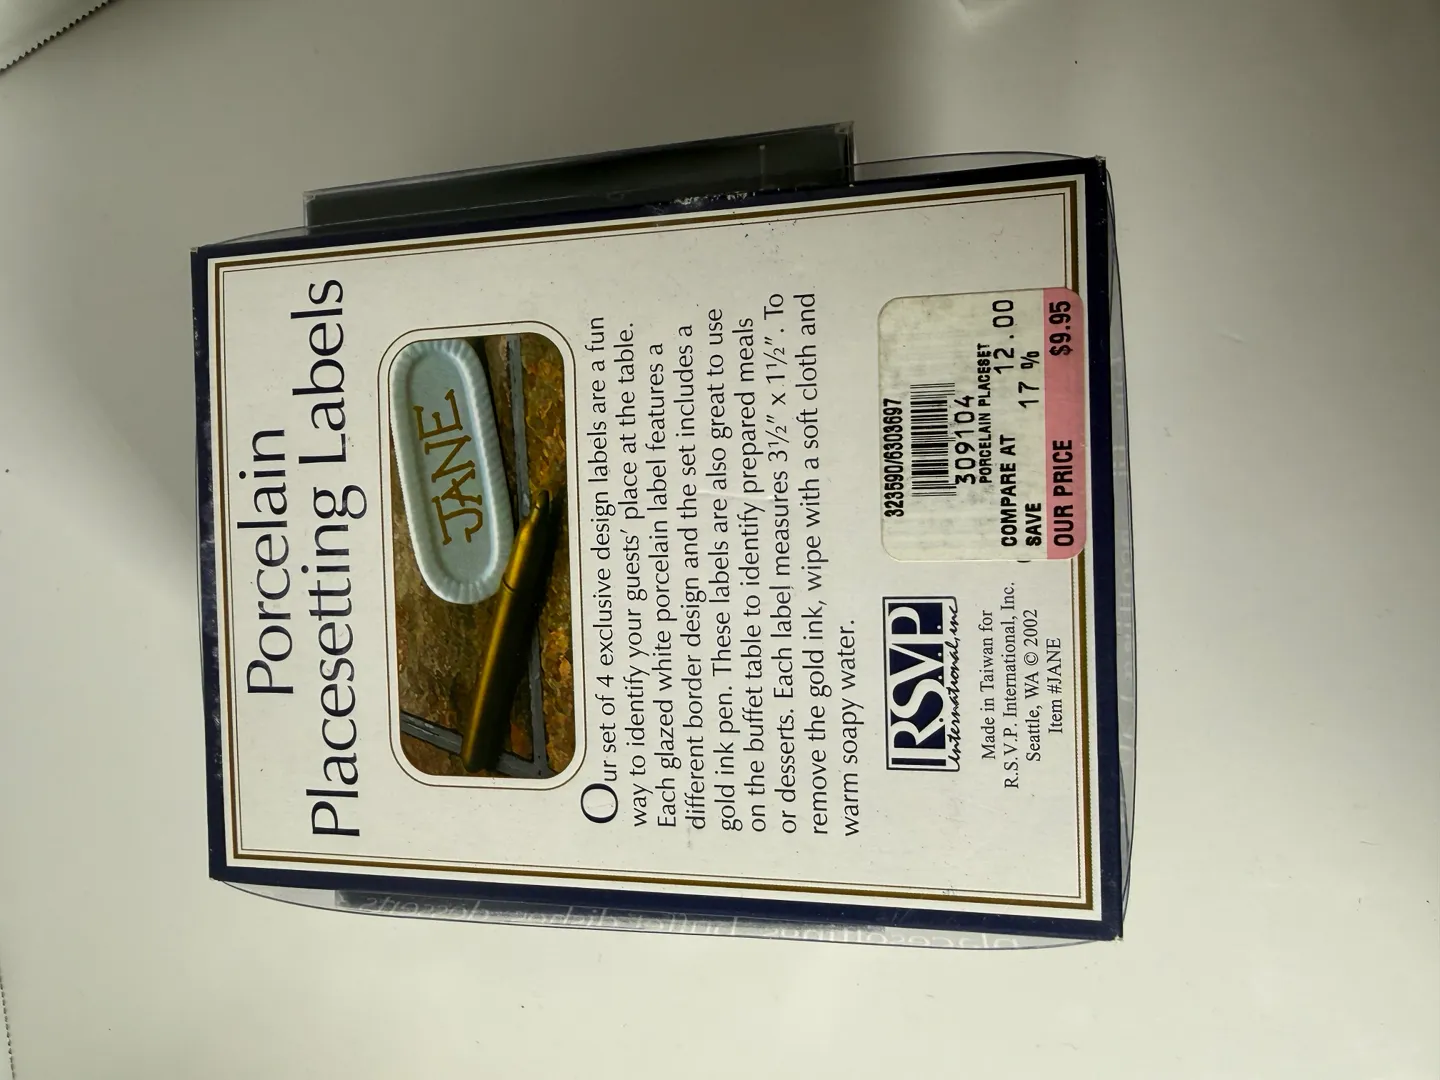 Porcelain
Placesetting Labels
JANE
Our set of 4 exclusive design labels are a fun
way to identify your guests' place at the table.
Each glazed white porcelain label features a
different border design and the set includes a
gold ink pen. These labels are also great to use
on the buffet table to identify prepared meals
or desserts. Each label measures 3½" x 1½". To
remove the gold ink, wipe with a soft cloth and
warm soapy water.
R.S.V.P.
International, inc
Made in Taiwan for
R.S.V.P. International, Inc.
Seattle, WA © 2002
Item #JANE
323590/6303697
309104
PORCELAIN PLACESET
COMPARE AT 12.00
SAVE 17 %
OUR PRICE $9.95
placesettings buffet dishes desserts